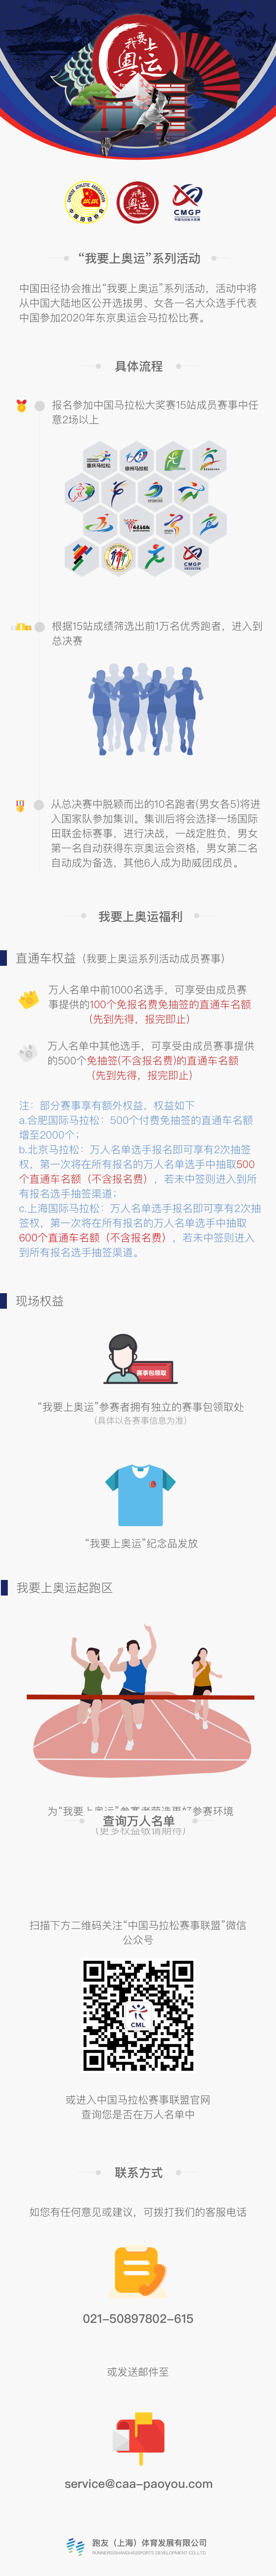 我要上
奥运
CHINESE ATHLETIC ASSOCIATION
中国田径协会
我要上
奥运
CMGP
“我要上奥运”系列活动
中国田径协会推出“我要上奥运”系列活动，活动中将
从中国大陆地区公开选拔男、女各一名大众选手代表
中国参加2020年东京奥运会马拉松比赛。
具体流程
报名参加中国马拉松大奖赛15站成员赛事中任
意2场以上
重庆马拉松
徐州马拉松
CMGP
根据15站成绩筛选出前1万名优秀跑者，进入到
总决赛
从总决赛中脱颖而出的10名跑者(男女各5)将进
入国家队参加集训。集训后将会选择一场国际
田联金标赛事，进行决战，一战定胜负，男女
第一名自动获得东京奥运会资格，男女第二名
自动成为备选，其他6人成为助威团成员。
我要上奥运福利
直通车权益（我要上奥运系列活动成员赛事）
万人名单中前1000名选手，可享受由成员赛
事提供的100个免报名费免抽签的直通车名额
（先到先得，报完即止）
万人名单中其他选手，可享受由成员赛事提供
的500个免抽签(不含报名费)的直通车名额
（先到先得，报完即止）
注：部分赛事享有额外权益，权益如下
a.合肥国际马拉松：500个付费免抽签的直通车名额
增至2000个；
b.北京马拉松：万人名单选手报名即可享有2次抽签
权，第一次将在所有报名的万人名单选手中抽取500
个直通车名额（不含报名费），若未中签则进入到所
有报名选手抽签渠道；
c.上海国际马拉松：万人名单选手报名即可享有2次抽
签权，第一次将在所有报名的万人名单选手中抽取
600个直通车名额（不含报名费），若未中签则进入
到所有报名选手抽签渠道。
现场权益
赛事包领取
“我要上奥运”参赛者拥有独立的赛事包领取处
（具体以各赛事信息为准）
“我要上奥运”纪念品发放
我要上奥运起跑区
为“我要上奥运”参赛者营造更好参赛环境
查询万人名单
（更多权益敬请期待）
扫描下方二维码关注“中国马拉松赛事联盟”微信
公众号
CML
或进入中国马拉松赛事联盟官网
查询您是否在万人名单中
联系方式
如您有任何意见或建议，可拨打我们的客服电话
021-50897802-615
或发送邮件至
service@caa-paoyou.com
跑友（上海）体育发展有限公司
RUNNERS(SHANGHAI)SPORTS DEVELOPMENT CO.,LTD.